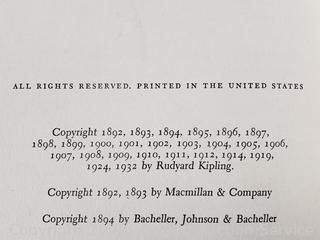 ALL RIGHTS RESERVED. PRINTED IN THE UNITED STATES
Copyright 1892, 1893, 1894, 1895, 1896, 1897,
1898, 1899, 1900, 1901, 1902, 1903, 1904, 1905, 1906,
1907, 1908, 1909, 1910, 1911, 1912, 1914, 1919,
1924, 1932 by Rudyard Kipling.
Copyright 1892, 1893 by Macmillan & Company
Copyright 1894 by Bacheller, Johnson & Bacheller